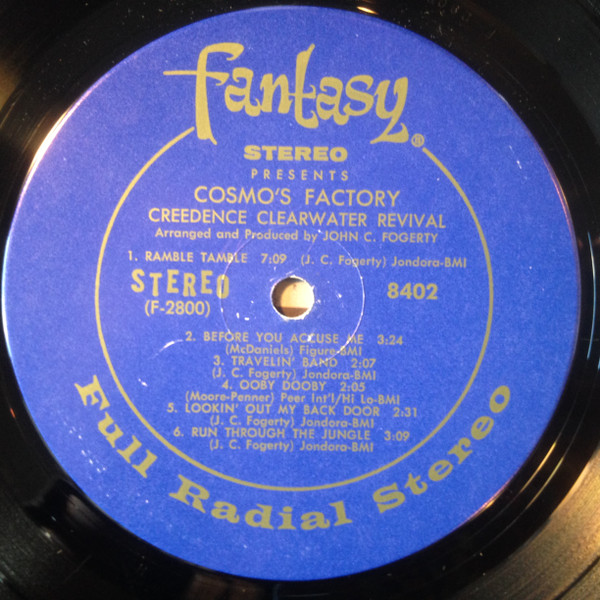 Fantasy®
STEREO
PRESENTS
COSMO'S FACTORY
CREEDENCE CLEARWATER REVIVAL
Arranged and Produced by JOHN C. FOGERTY
1. RAMBLE TAMBLE 7:09 (J. C. Fogerty) Jondora-BMI
STEREO
(F-2800)
8402
2. BEFORE YOU ACCUSE ME 3:24
(McDaniels) Figure-BMI
3. TRAVELIN' BAND 2:07
(J. C. Fogerty) Jondora-BMI
4. OOBY DOOBY 2:05
(Moore-Penner) Peer Int'l/Hi Lo-BMI
5. LOOKIN' OUT MY BACK DOOR 2:31
(J. C. Fogerty) Jondora-BMI
6. RUN THROUGH THE JUNGLE 3:09
(J. C. Fogerty) Jondora-BMI
Full Radial Stereo